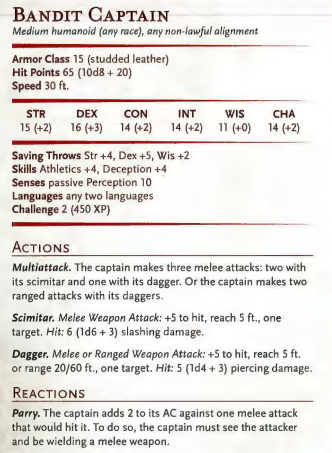 BANDIT CAPTAIN
Medium humanoid (any race), any non-lawful alignment
Armor Class 15 (studded leather)
Hit Points 65 (10d8 + 20)
Speed 30 ft.
STR DEX CON INT WIS CHA
15 (+2) 16 (+3) 14 (+2) 14 (+2) 11 (+0) 14 (+2)
Saving Throws Str +4, Dex +5, Wis +2
Skills Athletics +4, Deception +4
Senses passive Perception 10
Languages any two languages
Challenge 2 (450 XP)
ACTIONS
Multiattack. The captain makes three melee attacks: two with
its scimitar and one with its dagger. Or the captain makes two
ranged attacks with its daggers.
Scimitar. Melee Weapon Attack: +5 to hit, reach 5 ft., one
target. Hit: 6 (1d6 + 3) slashing damage.
Dagger. Melee or Ranged Weapon Attack: +5 to hit, reach 5 ft.
or range 20/60 ft., one target. Hit: 5 (1d4 + 3) piercing damage.
REACTIONS
Parry. The captain adds 2 to its AC against one melee attack
that would hit it. To do so, the captain must see the attacker
and be wielding a melee weapon.